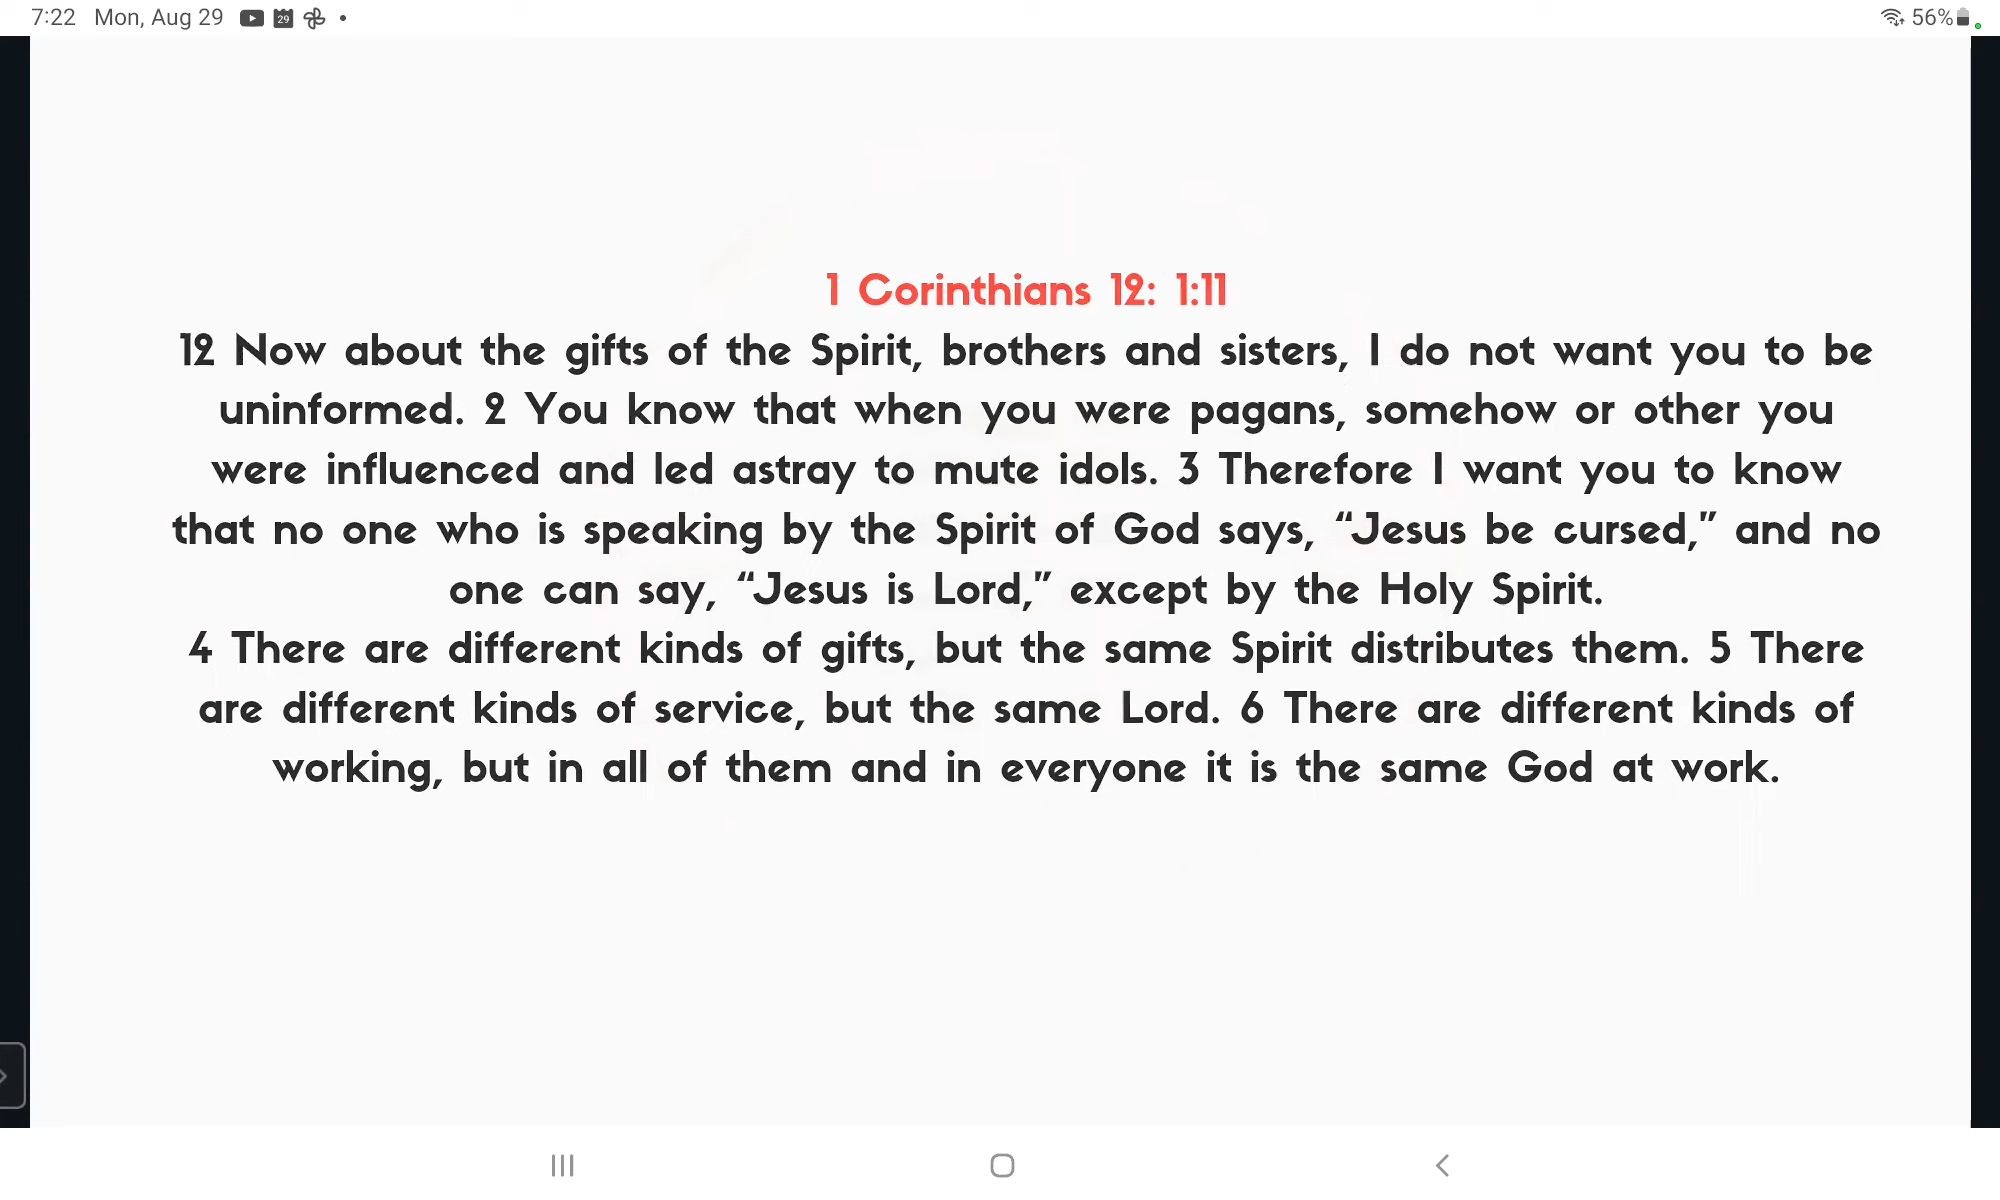 7:22 Mon, Aug 29 29 56%
1 Corinthians 12: 1:11
12 Now about the gifts of the Spirit, brothers and sisters, I do not want you to be
uninformed. 2 You know that when you were pagans, somehow or other you
were influenced and led astray to mute idols. 3 Therefore I want you to know
that no one who is speaking by the Spirit of God says, “Jesus be cursed,” and no
one can say, “Jesus is Lord,” except by the Holy Spirit.
4 There are different kinds of gifts, but the same Spirit distributes them. 5 There
are different kinds of service, but the same Lord. 6 There are different kinds of
working, but in all of them and in everyone it is the same God at work.